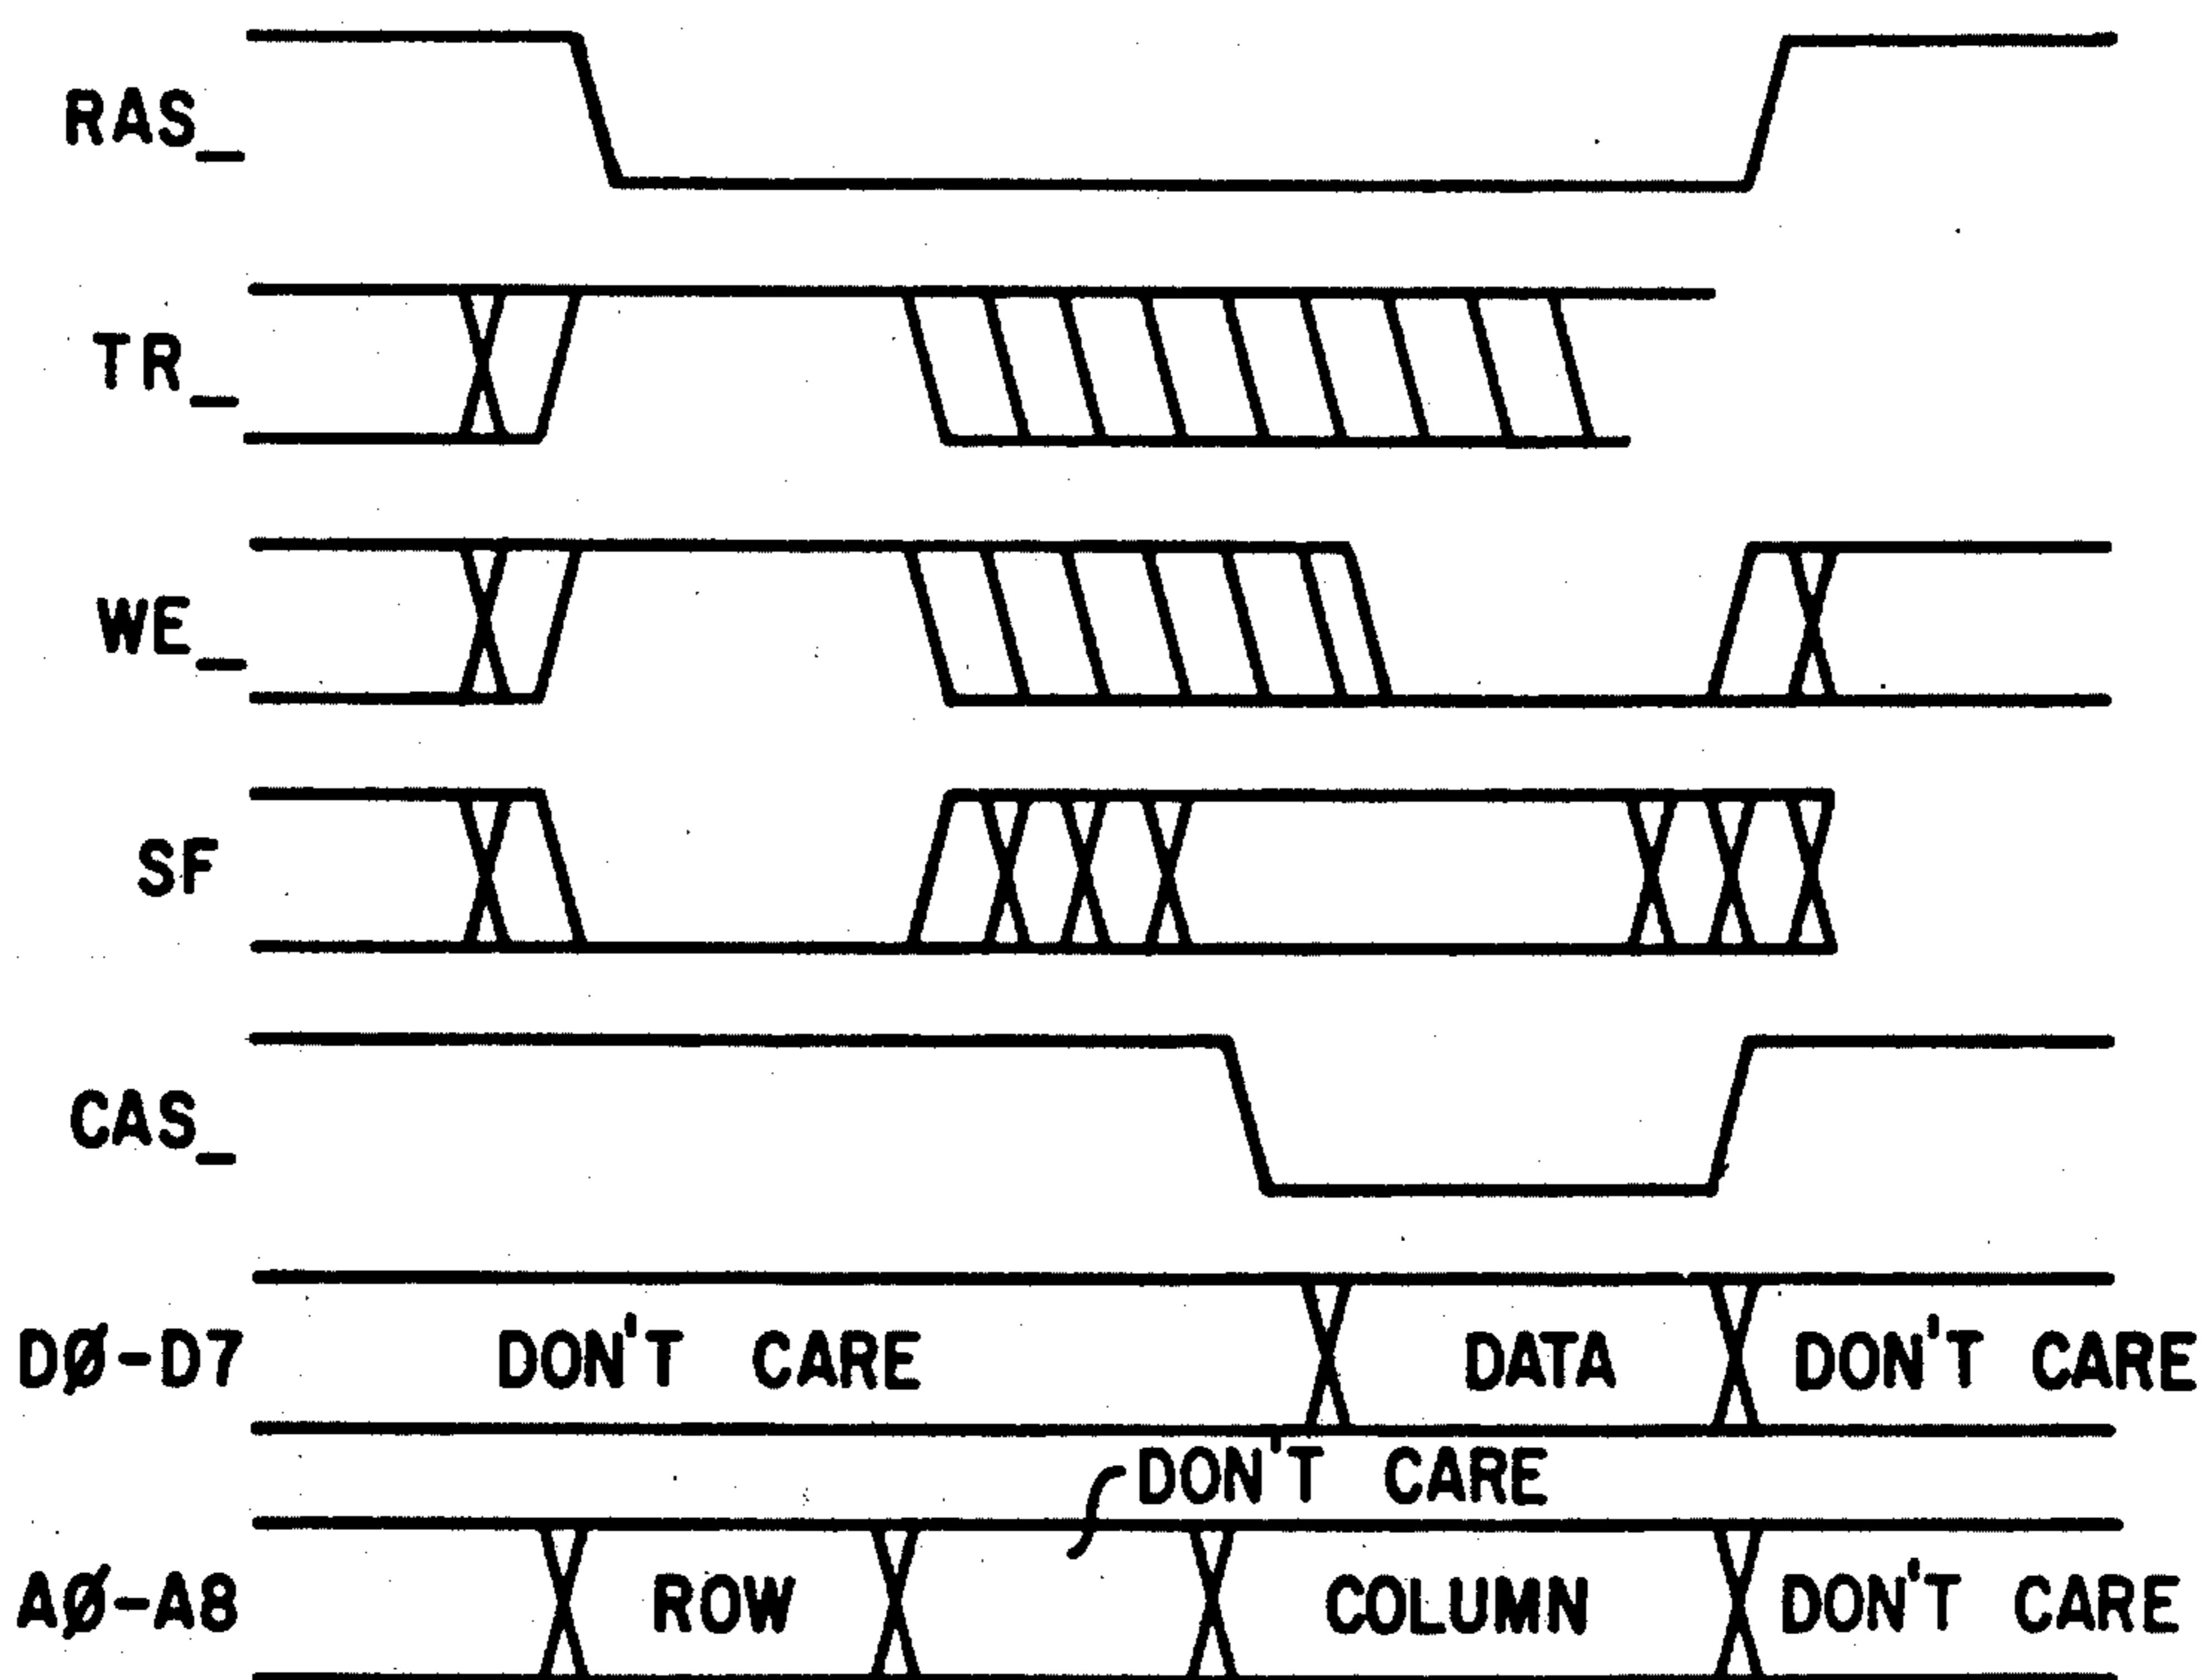 RAS_
TR_
WE_
SF
CAS_
DØ-D7 DON'T CARE DATA DON'T CARE
DON'T CARE
AØ-A8 ROW COLUMN DON'T CARE